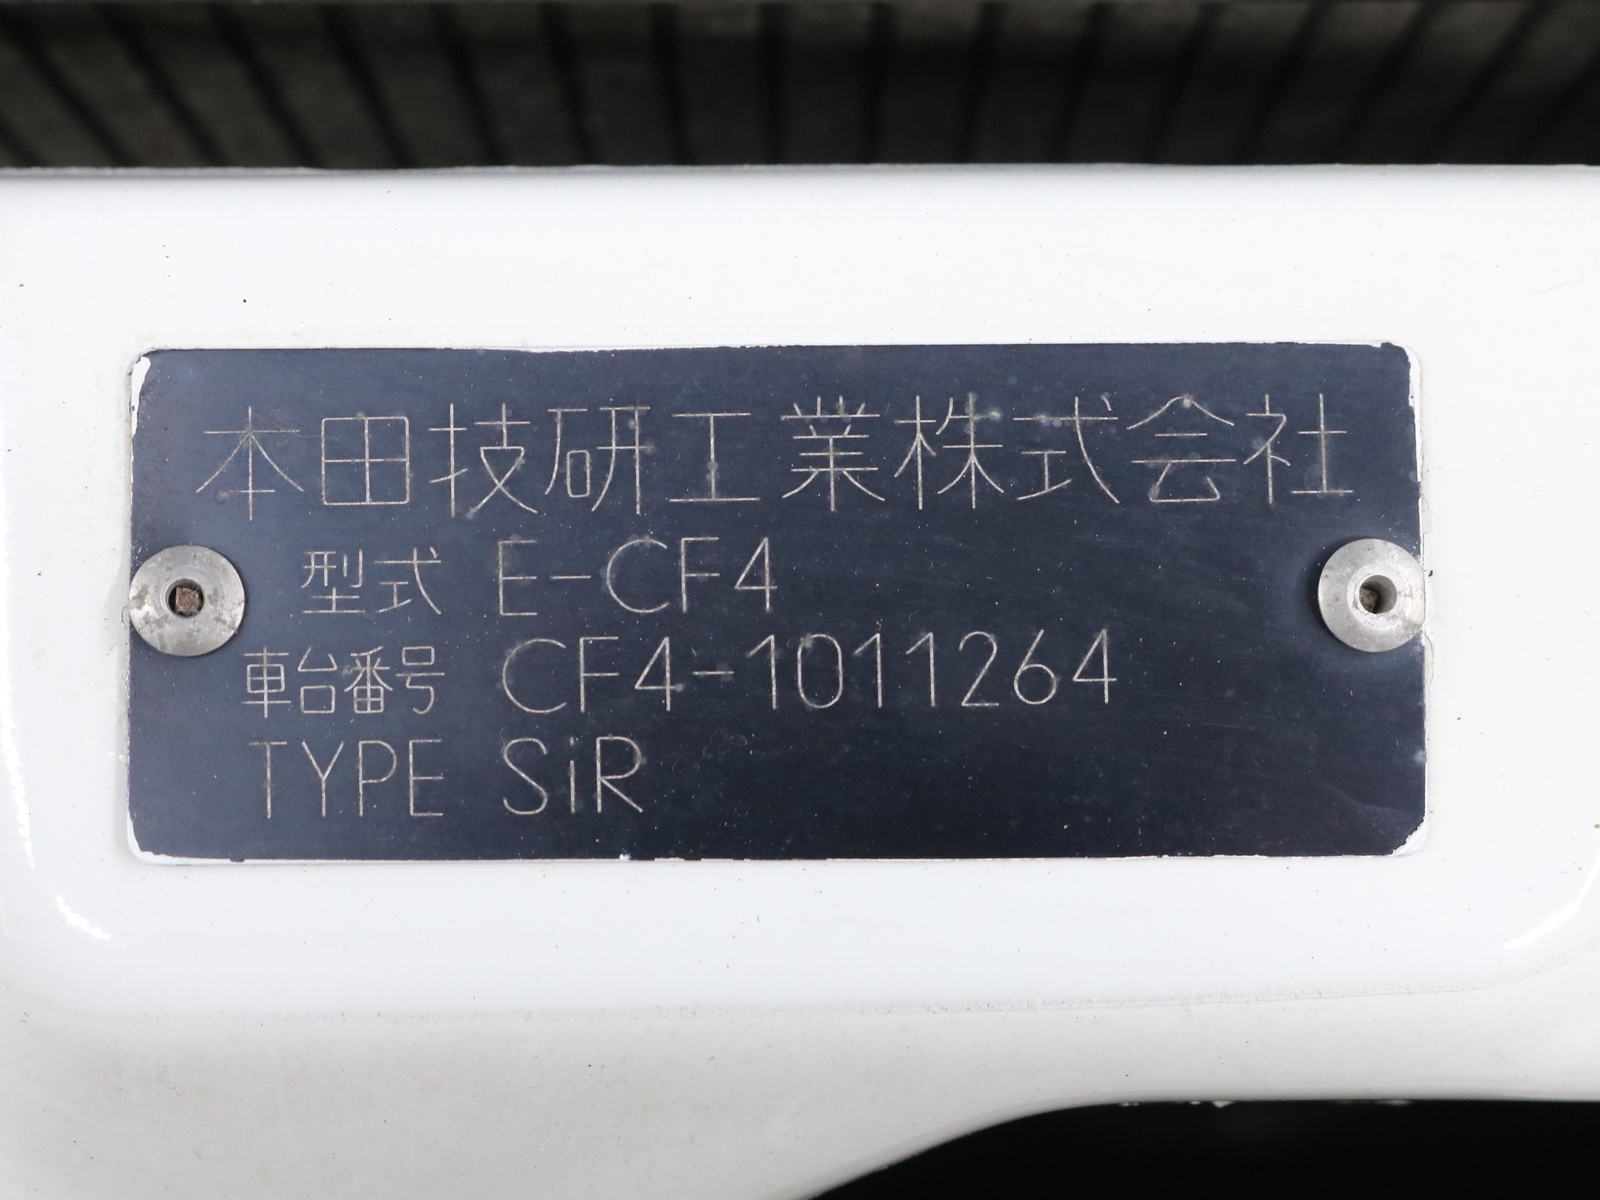 本田技研工業株式会社
型式 E-CF4
車台番号 CF4-1011264
TYPE SiR